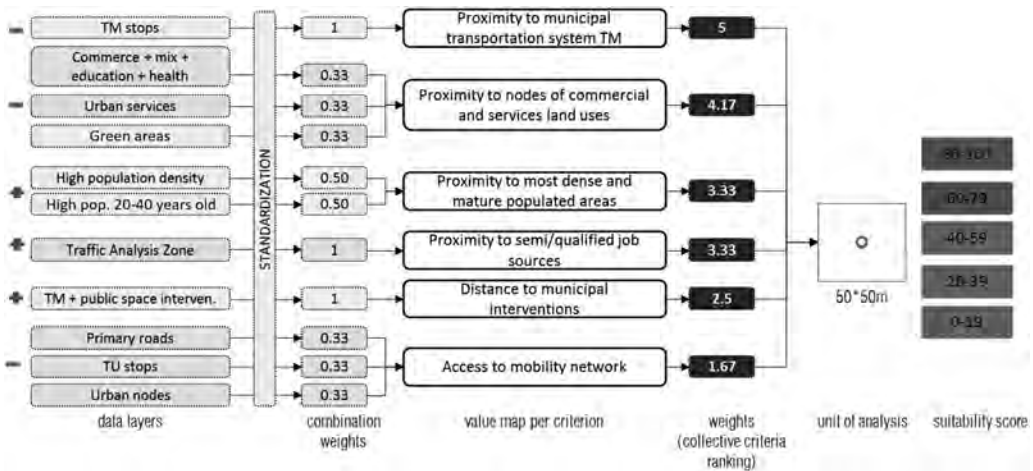 TM stops
Commerce + mix +
education + health
Urban services
Green areas
High population density
High pop. 20-40 years old
Traffic Analysis Zone
TM + public space interven.
Primary roads
TU stops
Urban nodes
data layers
STANDARDIZATION
1
0.33
0.33
0.33
0.50
0.50
1
1
0.33
0.33
0.33
combination
weights
Proximity to municipal
transportation system TM
Proximity to nodes of commercial
and services land uses
Proximity to most dense and
mature populated areas
Proximity to semi/qualified job
sources
Distance to municipal
interventions
Access to mobility network
value map per criterion
5
4.17
3.33
3.33
2.5
1.67
weights
(collective criteria
ranking)
50*50m
unit of analysis
80-100
60-79
40-59
20-39
0-19
suitability score